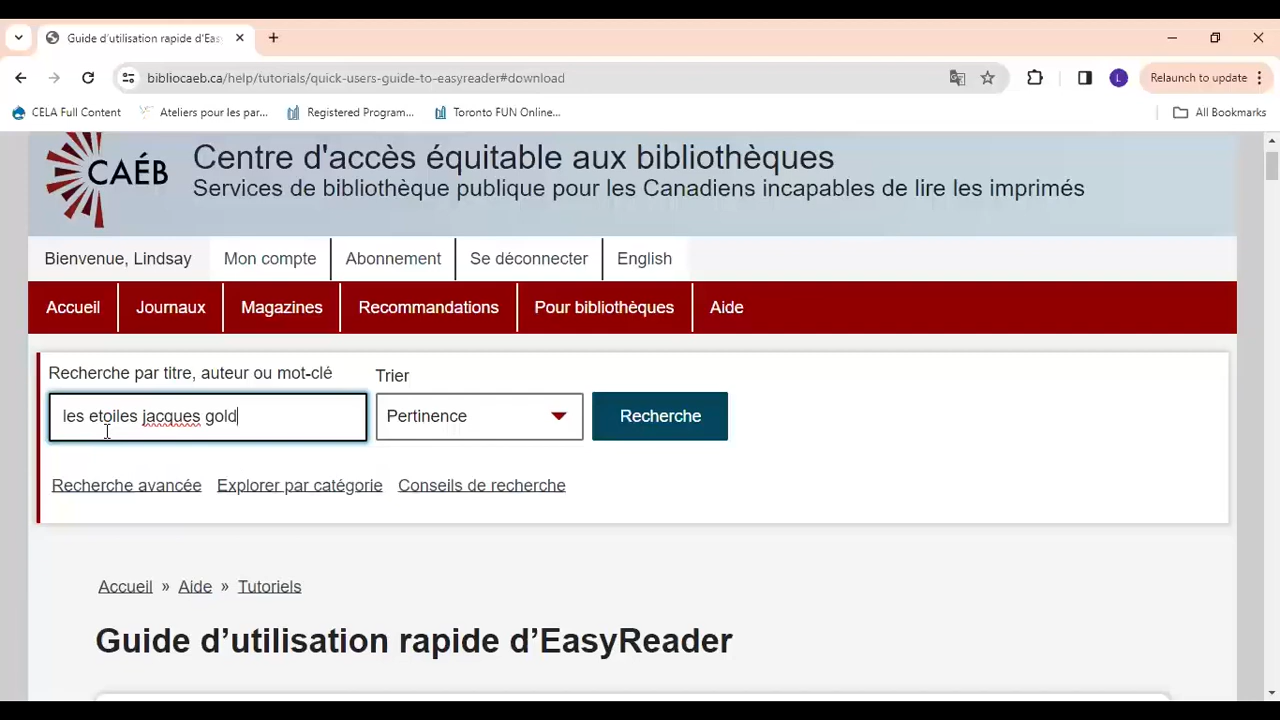 Guide d'utilisation rapide d'Eas
bibliocaeb.ca/help/tutorials/quick-users-guide-to-easyreader#download
L
Relaunch to update
CELA Full Content
Ateliers pour les par...
Registered Program...
Toronto FUN Online...
All Bookmarks
CAÉB
Centre d'accès équitable aux bibliothèques
Services de bibliothèque publique pour les Canadiens incapables de lire les imprimés
Bienvenue, Lindsay
Mon compte
Abonnement
Se déconnecter
English
Accueil
Journaux
Magazines
Recommandations
Pour bibliothèques
Aide
Recherche par titre, auteur ou mot-clé
Trier
les etoiles jacques gold
Pertinence
Recherche
Recherche avancée
Explorer par catégorie
Conseils de recherche
Accueil » Aide » Tutoriels
Guide d’utilisation rapide d’EasyReader